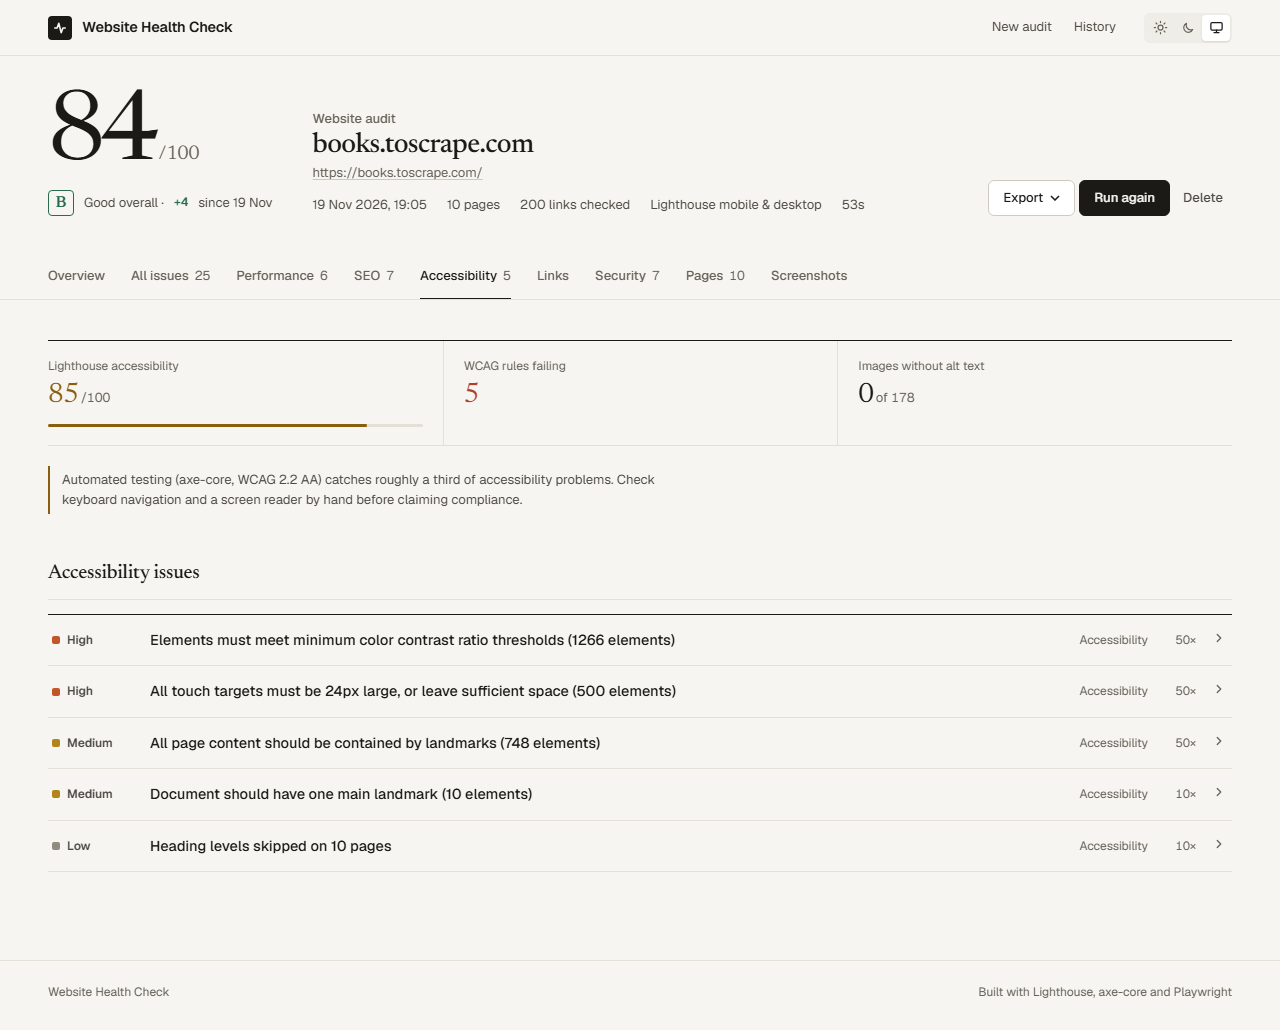 Website Health Check
New audit
History
84/100
B Good overall · +4 since 19 Nov
Website audit
books.toscrape.com
https://books.toscrape.com/
19 Nov 2026, 19:05 10 pages 200 links checked Lighthouse mobile & desktop 53s
Export
Run again
Delete
Overview All issues 25 Performance 6 SEO 7 Accessibility 5 Links Security 7 Pages 10 Screenshots
Lighthouse accessibility
85/100
WCAG rules failing
5
Images without alt text
0 of 178
Automated testing (axe-core, WCAG 2.2 AA) catches roughly a third of accessibility problems. Check
keyboard navigation and a screen reader by hand before claiming compliance.
Accessibility issues
High Elements must meet minimum color contrast ratio thresholds (1266 elements) Accessibility 50×
High All touch targets must be 24px large, or leave sufficient space (500 elements) Accessibility 50×
Medium All page content should be contained by landmarks (748 elements) Accessibility 50×
Medium Document should have one main landmark (10 elements) Accessibility 10×
Low Heading levels skipped on 10 pages Accessibility 10×
Website Health Check
Built with Lighthouse, axe-core and Playwright